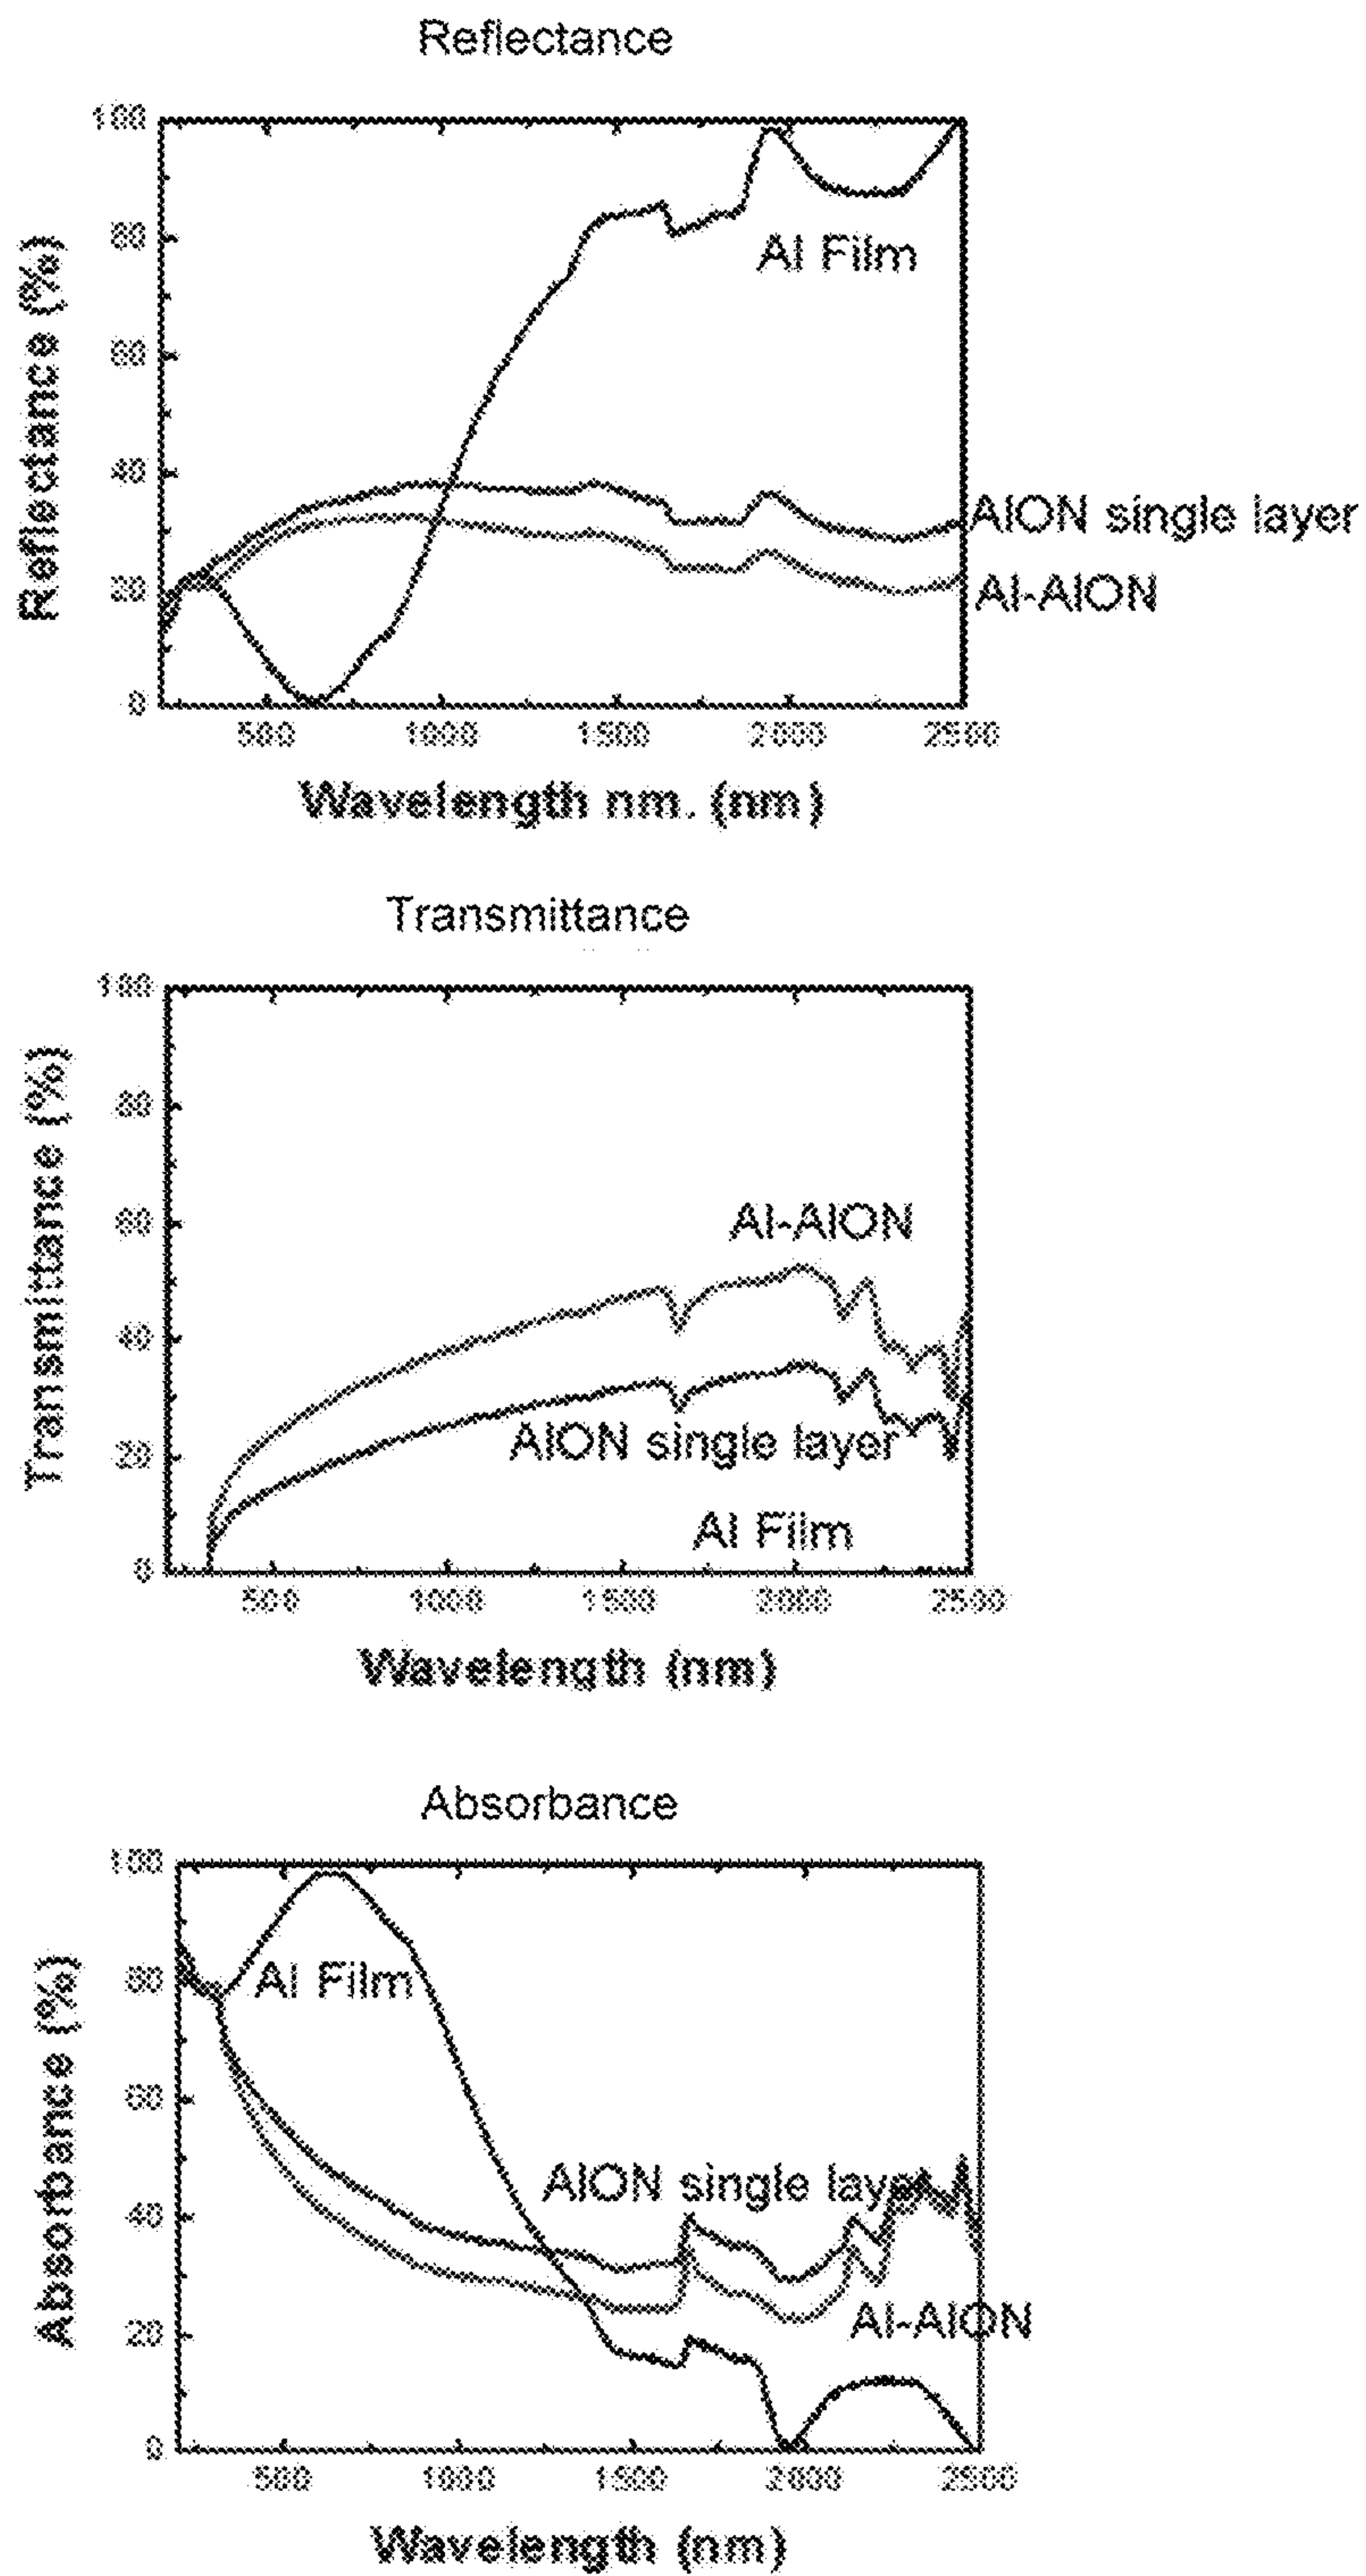 Reflectance
100
80
60
40
20
0
Reflectance (%)
Al Film
AlON single layer
Al-AlON
500 1000 1500 2000 2500
Wavelength nm. (nm)
Transmittance
100
80
60
40
20
0
Transmittance (%)
Al-AlON
AlON single layer
Al Film
500 1000 1500 2000 2500
Wavelength (nm)
Absorbance
100
80
60
40
20
0
Absorbance (%)
Al Film
AlON single layer
Al-AlON
500 1000 1500 2000 2500
Wavelength (nm)